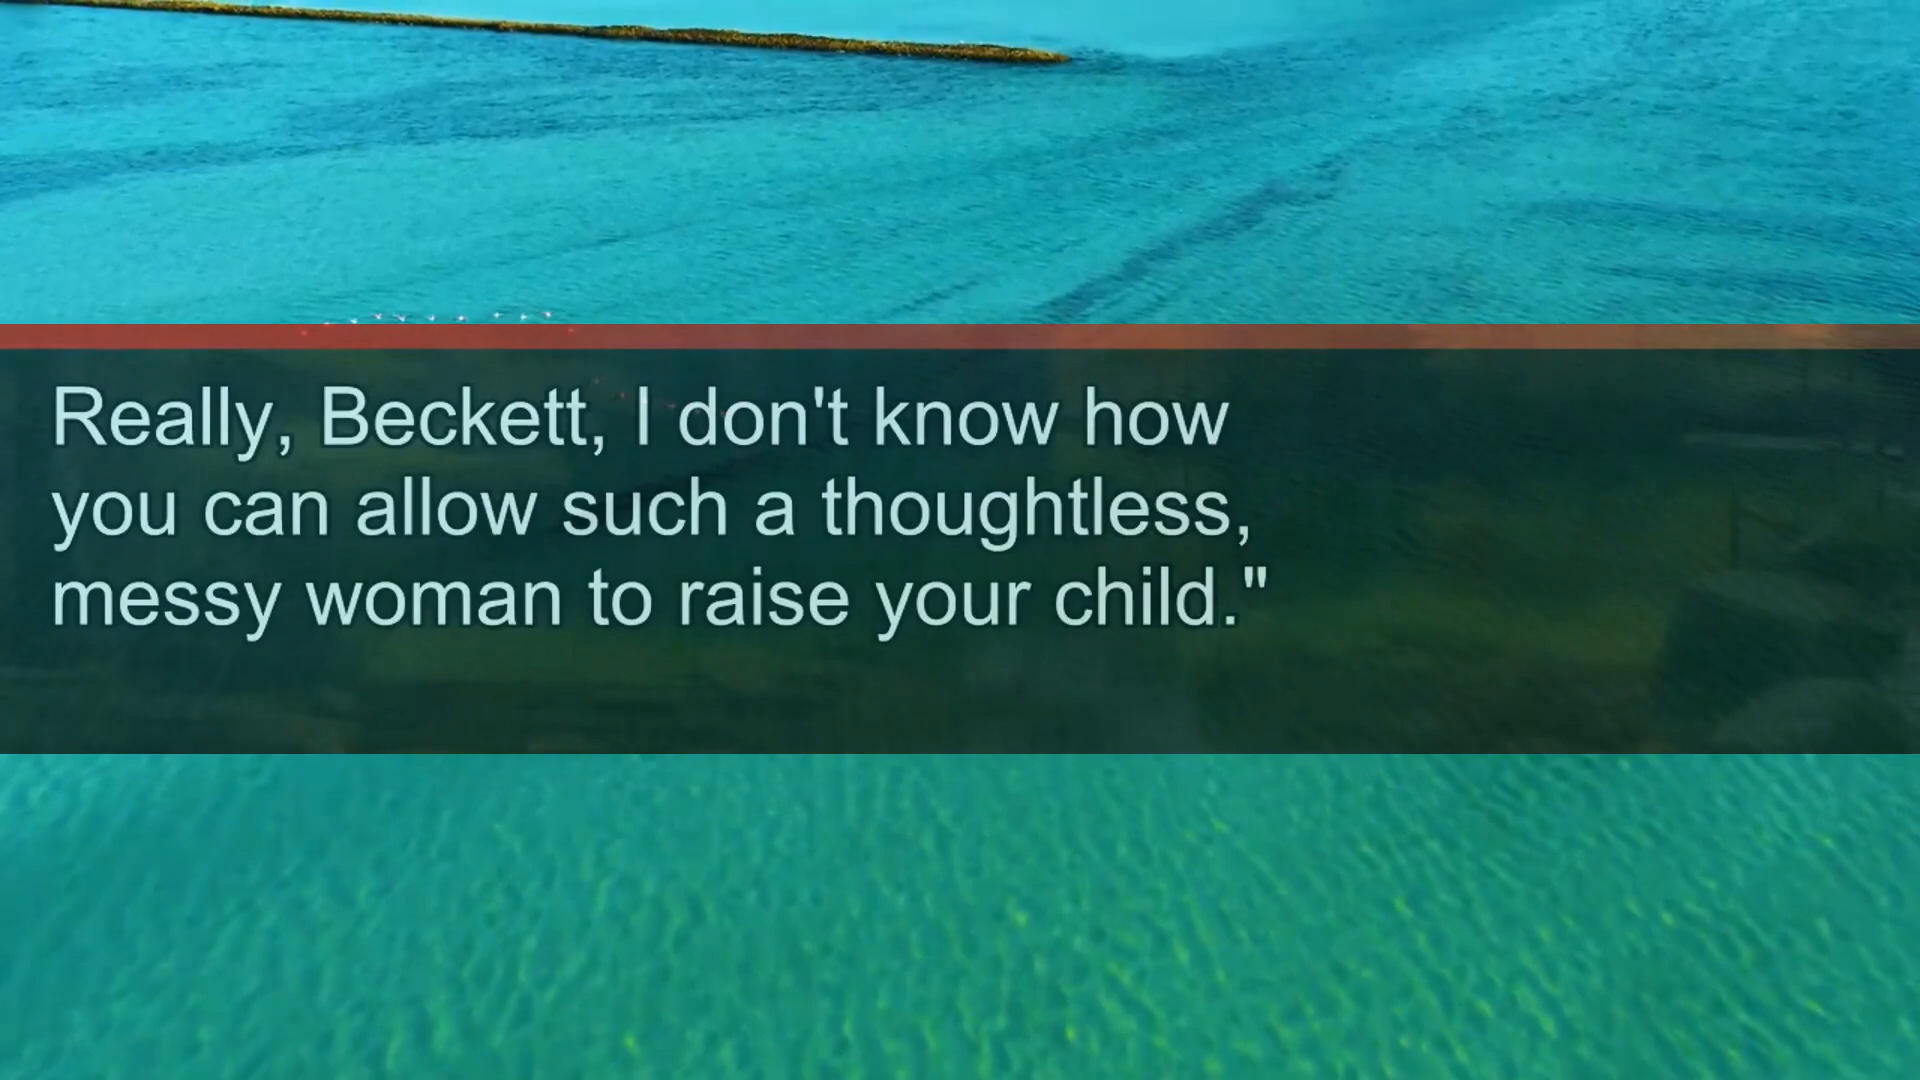 Really, Beckett, I don't know how
you can allow such a thoughtless,
messy woman to raise your child."